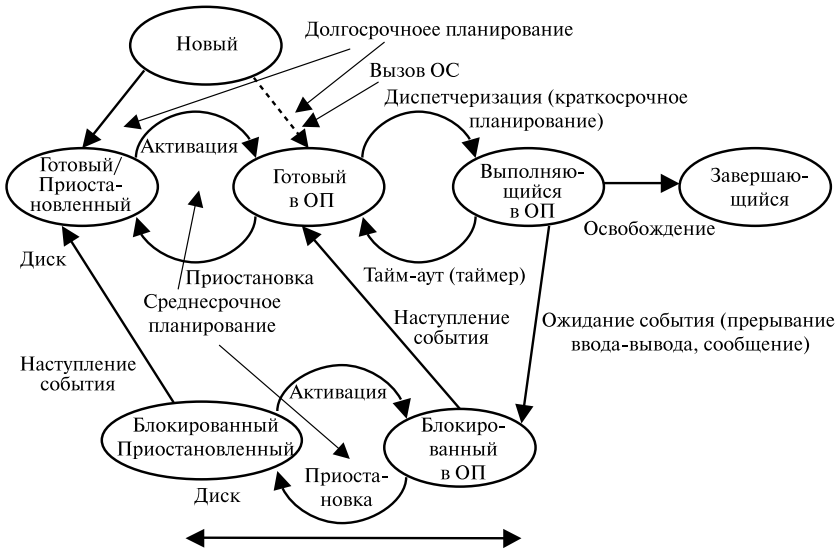 Новый
Долгосрочноее планирование
Вызов ОС
Диспетчеризация (краткосрочное
планирование)
Активация
Готовый/
Приоста-
новленный
Готовый
в ОП
Выполняю-
щийся
в ОП
Завершаю-
щийся
Освобождение
Диск
Приостановка
Среднесрочное
планирование
Тайм-аут (таймер)
Наступление
события
Ожидание события (прерывание
ввода-вывода, сообщение)
Наступление
события
Активация
Блокированный
Приостановленный
Блокиро-
ванный
в ОП
Приоста-
новка
Диск